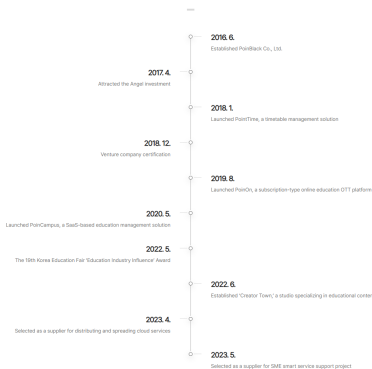 2016. 6.
Established PoinBlack Co., Ltd.
2017. 4.
Attracted the Angel investment
2018. 1.
Launched PointTime, a timetable management solution
2018. 12.
Venture company certification
2019. 8.
Launched PoinOn, a subscription-type online education OTT platform
2020. 5.
Launched PoinCampus, a SaaS-based education management solution
2022. 5.
The 19th Korea Education Fair 'Education Industry Influence' Award
2022. 6.
Established 'Creator Town,' a studio specializing in educational conter
2023. 4.
Selected as a supplier for distributing and spreading cloud services
2023. 5.
Selected as a supplier for SME smart service support project